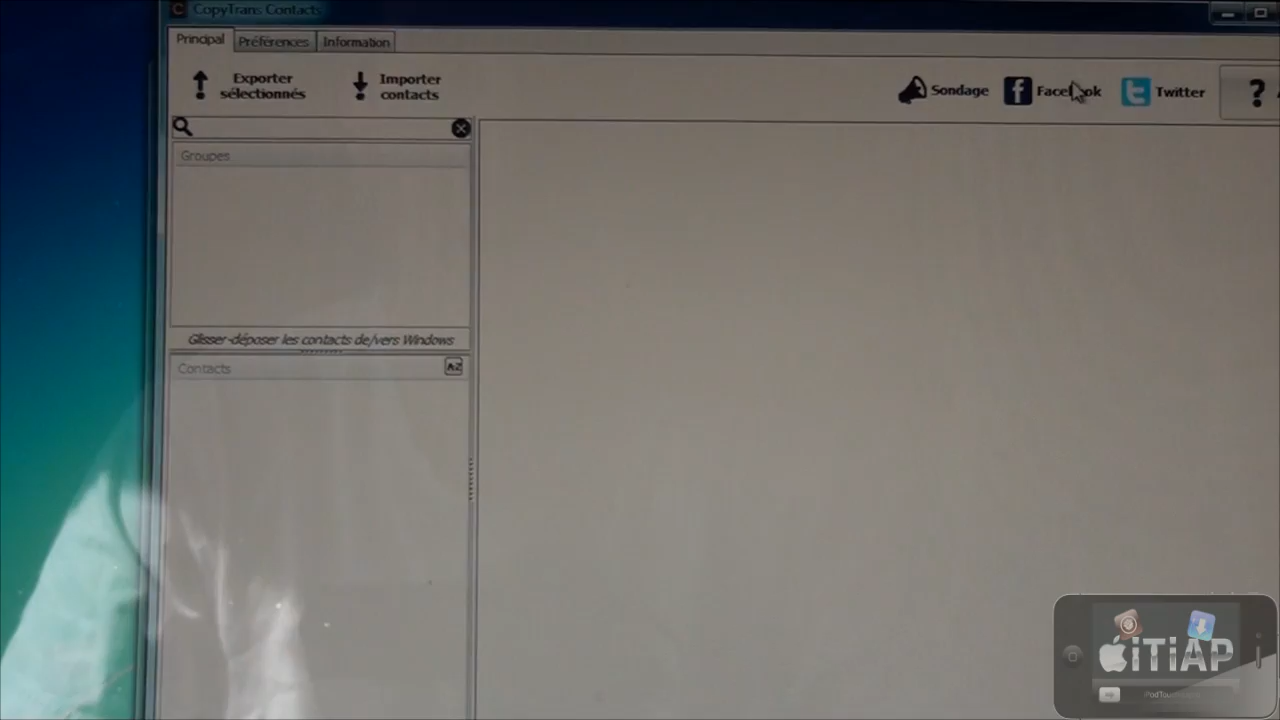 CopyTrans Contacts
Principal Préférences Information
Exporter sélectionnés
Importer contacts
Sondage
Facebook
Twitter
?
Groupes
Glisser-déposer les contacts de/vers Windows
Contacts
AZ
iTiAP